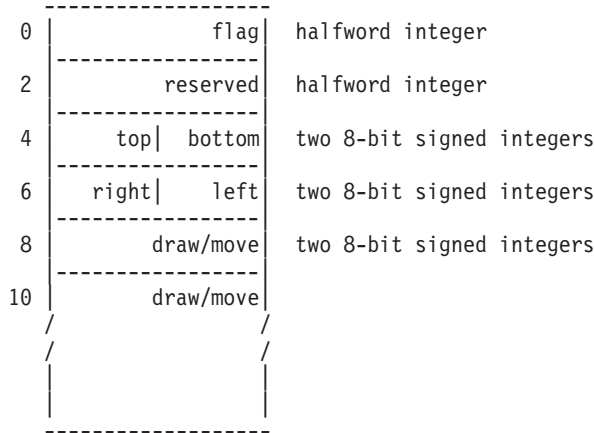 0 flag halfword integer
2 reserved halfword integer
4 top| bottom two 8-bit signed integers
6 right| left two 8-bit signed integers
8 draw/move two 8-bit signed integers
10 draw/move